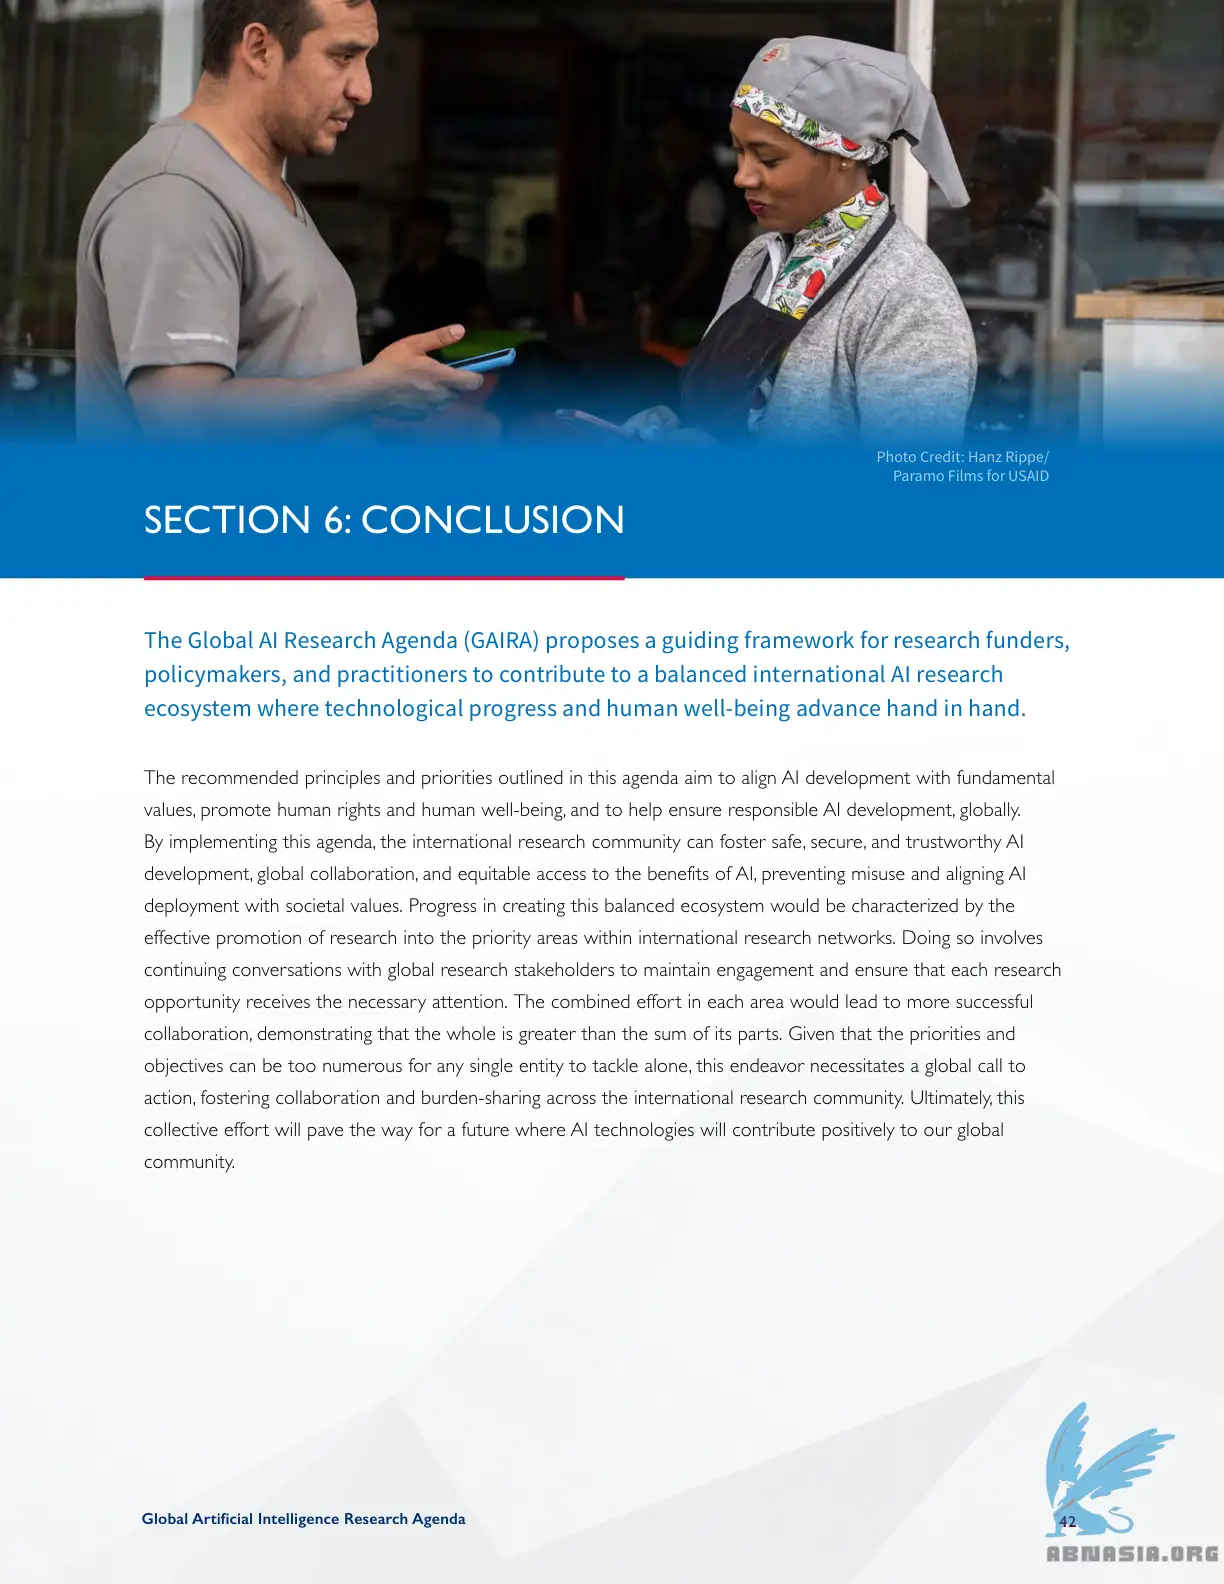 Photo Credit: Hanz Rippe/
Paramo Films for USAID
SECTION 6: CONCLUSION
The Global AI Research Agenda (GAIRA) proposes a guiding framework for research funders,
policymakers, and practitioners to contribute to a balanced international AI research
ecosystem where technological progress and human well-being advance hand in hand.
The recommended principles and priorities outlined in this agenda aim to align AI development with fundamental
values, promote human rights and human well-being, and to help ensure responsible AI development, globally.
By implementing this agenda, the international research community can foster safe, secure, and trustworthy AI
development, global collaboration, and equitable access to the benefits of AI, preventing misuse and aligning AI
deployment with societal values. Progress in creating this balanced ecosystem would be characterized by the
effective promotion of research into the priority areas within international research networks. Doing so involves
continuing conversations with global research stakeholders to maintain engagement and ensure that each research
opportunity receives the necessary attention. The combined effort in each area would lead to more successful
collaboration, demonstrating that the whole is greater than the sum of its parts. Given that the priorities and
objectives can be too numerous for any single entity to tackle alone, this endeavor necessitates a global call to
action, fostering collaboration and burden-sharing across the international research community. Ultimately, this
collective effort will pave the way for a future where AI technologies will contribute positively to our global
community.
Global Artificial Intelligence Research Agenda
42
ABNASIA.ORG